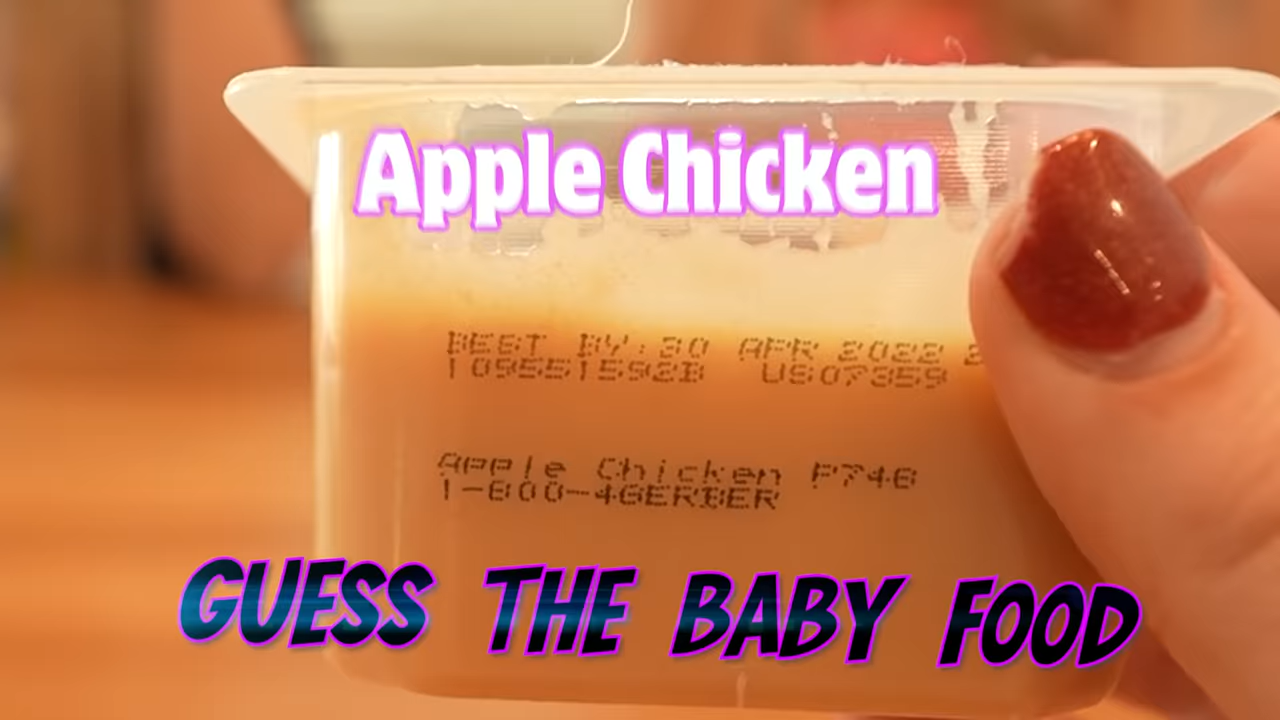 Apple Chicken
BEST BY:30 APR 2022
109551592B US07359
Apple Chicken P746
1-800-4GERBER
GUESS THE BABY FOOD